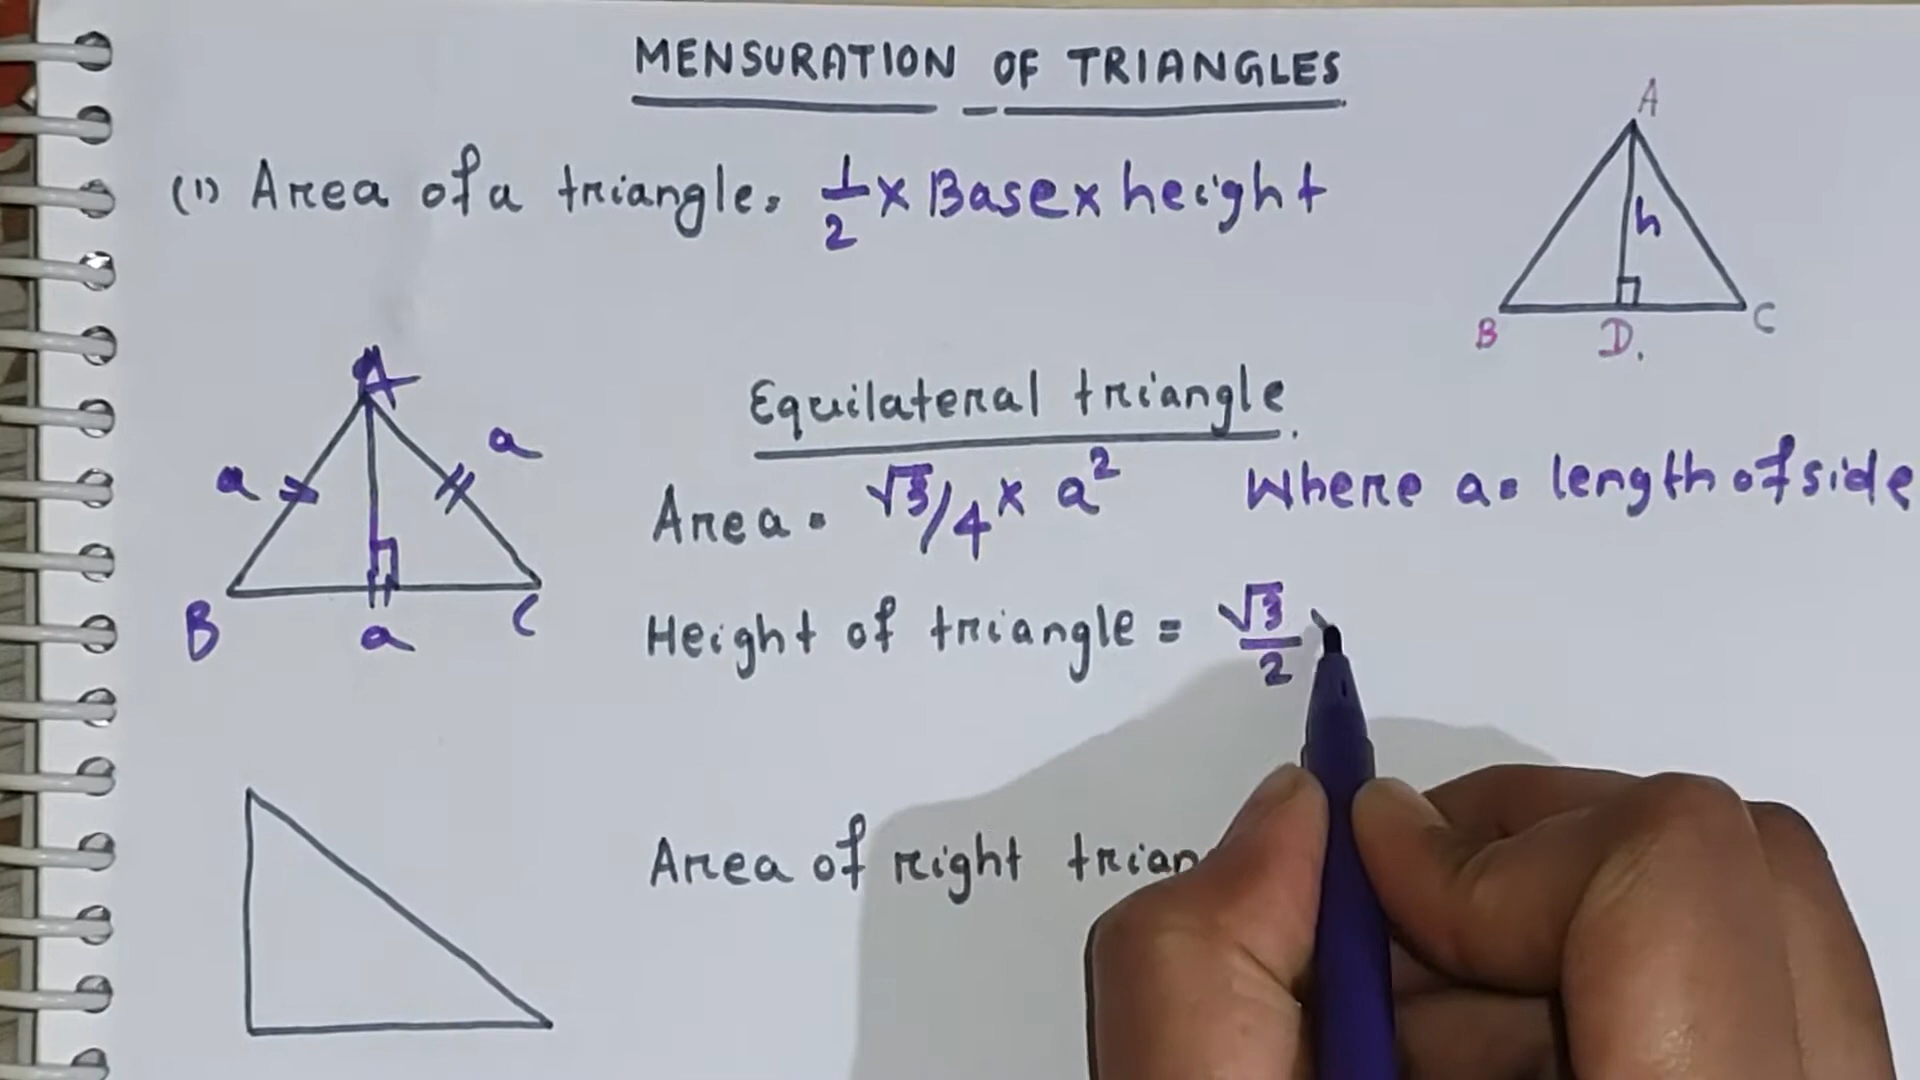 MENSURATION OF TRIANGLES
(1) Area of a triangle = 1/2 x Base x height
A
h
B
D.
C
A
a
a
B
a
C
Equilateral triangle.
Area = √3/4 x a²
Where a = length of side
Height of triangle = √3/2
Area of right trian